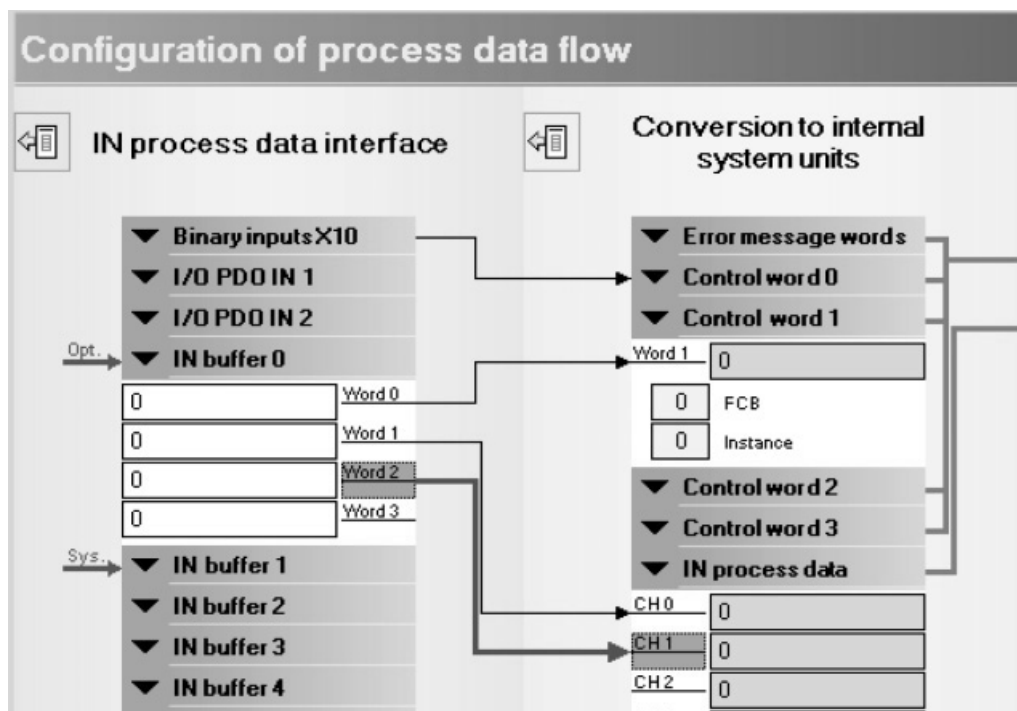 Configuration of process data flow
IN process data interface
Conversion to internal
system units
Binary inputs X10
I/O PDO IN 1
I/O PDO IN 2
Opt.
IN buffer 0
0
Word 0
0
Word 1
0
Word 2
0
Word 3
Sys.
IN buffer 1
IN buffer 2
IN buffer 3
IN buffer 4
Error message words
Control word 0
Control word 1
Word 1
0
0
FCB
0
Instance
Control word 2
Control word 3
IN process data
CH 0
0
CH 1
0
CH 2
0